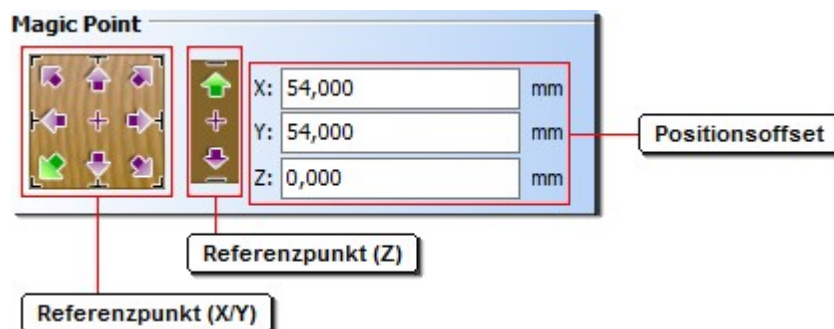 Magic Point
X: 54,000 mm
Y: 54,000 mm
Z: 0,000 mm
Positionsoffset
Referenzpunkt (Z)
Referenzpunkt (X/Y)